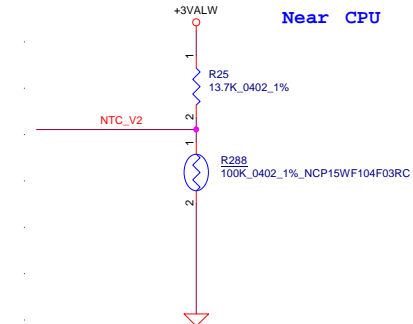 +3VALW
Near CPU
1
R25
13.7K_0402_1%
2
NTC_V2
1
R288
100K_0402_1%_NCP15WF104F03RC
2